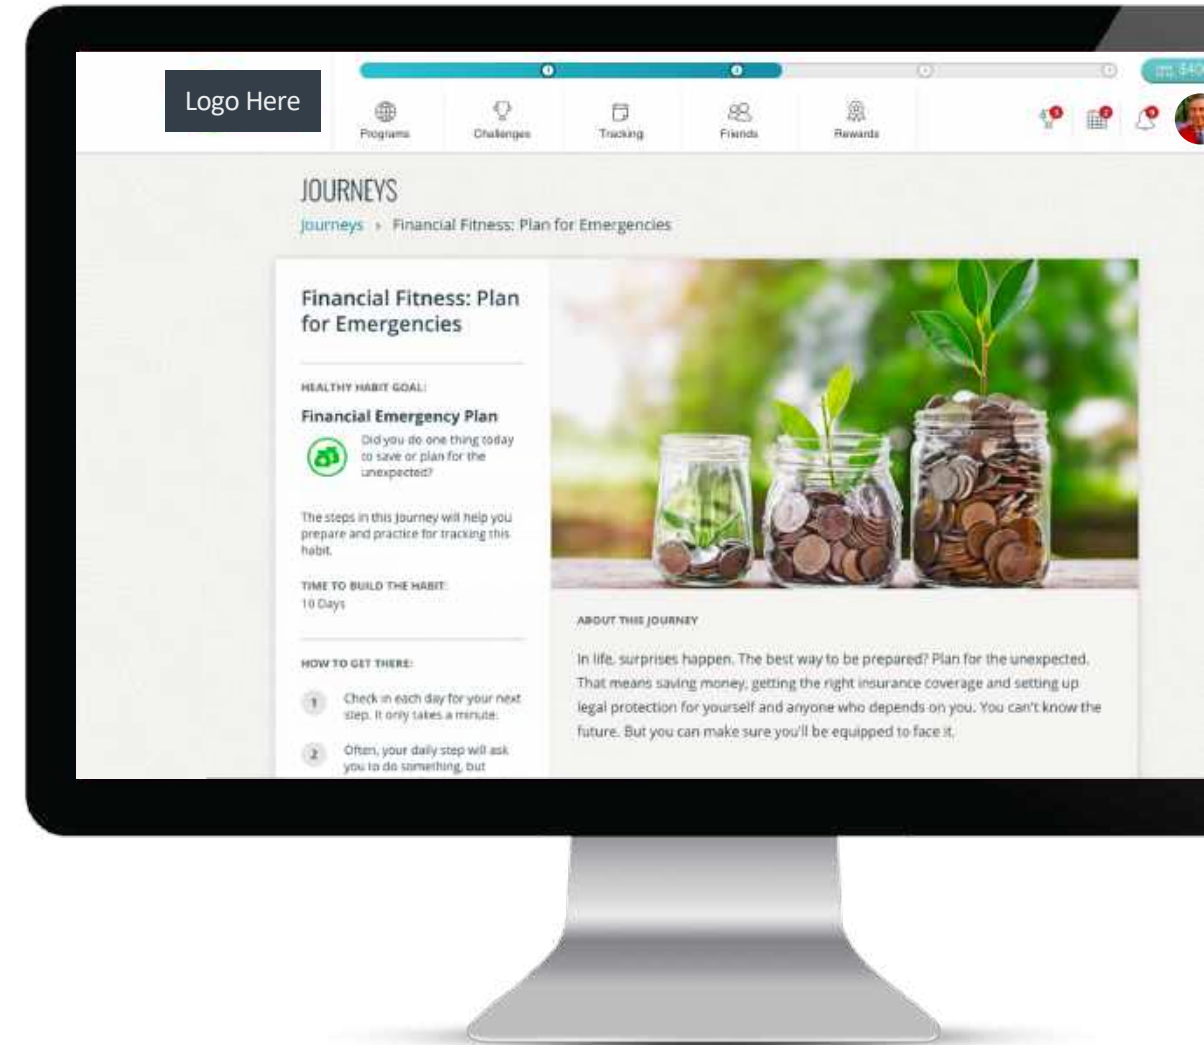 Logo Here
Programs
Challenges
Tracking
Friends
Rewards
JOURNEYS
Journeys › Financial Fitness: Plan for Emergencies
Financial Fitness: Plan
for Emergencies
HEALTHY HABIT GOAL:
Financial Emergency Plan
Did you do one thing today
to save or plan for the
unexpected?
The steps in this Journey will help you
prepare and practice for tracking this
habit.
TIME TO BUILD THE HABIT:
10 Days
HOW TO GET THERE:
1 Check in each day for your next
step. It only takes a minute.
2 Often, your daily step will ask
you to do something, but
ABOUT THIS JOURNEY
In life, surprises happen. The best way to be prepared? Plan for the unexpected.
That means saving money, getting the right insurance coverage and setting up
legal protection for yourself and anyone who depends on you. You can't know the
future. But you can make sure you'll be equipped to face it.